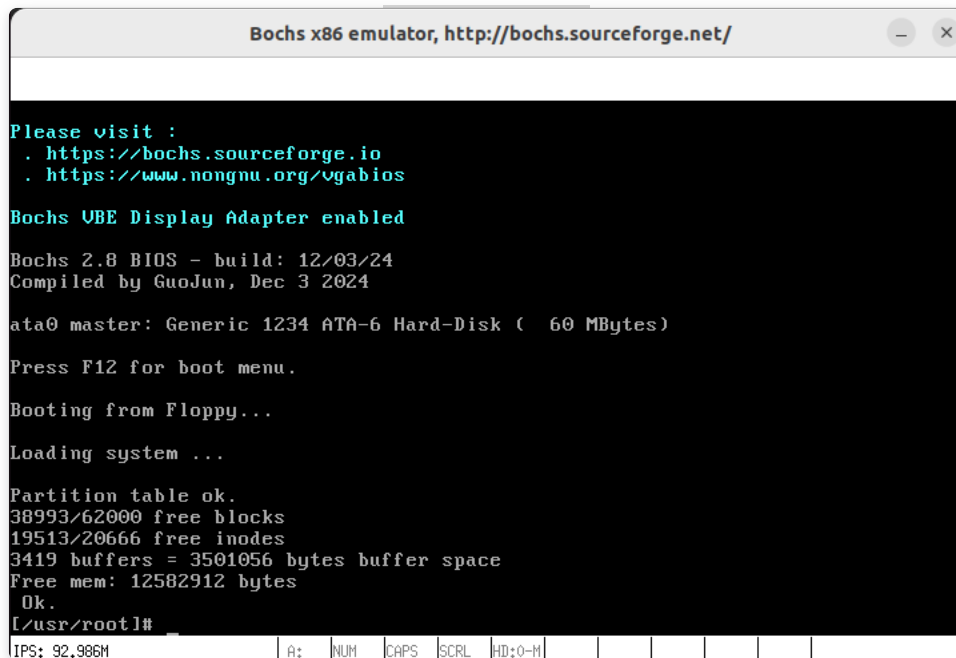 Bochs x86 emulator, http://bochs.sourceforge.net/
Please visit :
. https://bochs.sourceforge.io
. https://www.nongnu.org/vgabios
Bochs VBE Display Adapter enabled
Bochs 2.8 BIOS - build: 12/03/24
Compiled by GuoJun, Dec 3 2024
ata0 master: Generic 1234 ATA-6 Hard-Disk (  60 MBytes)
Press F12 for boot menu.
Booting from Floppy...
Loading system ...
Partition table ok.
38993/62000 free blocks
19513/20666 free inodes
3419 buffers = 3501056 bytes buffer space
Free mem: 12582912 bytes
Ok.
[/usr/root]# _
IPS: 92.986M A: NUM CAPS SCRL HD:0-M